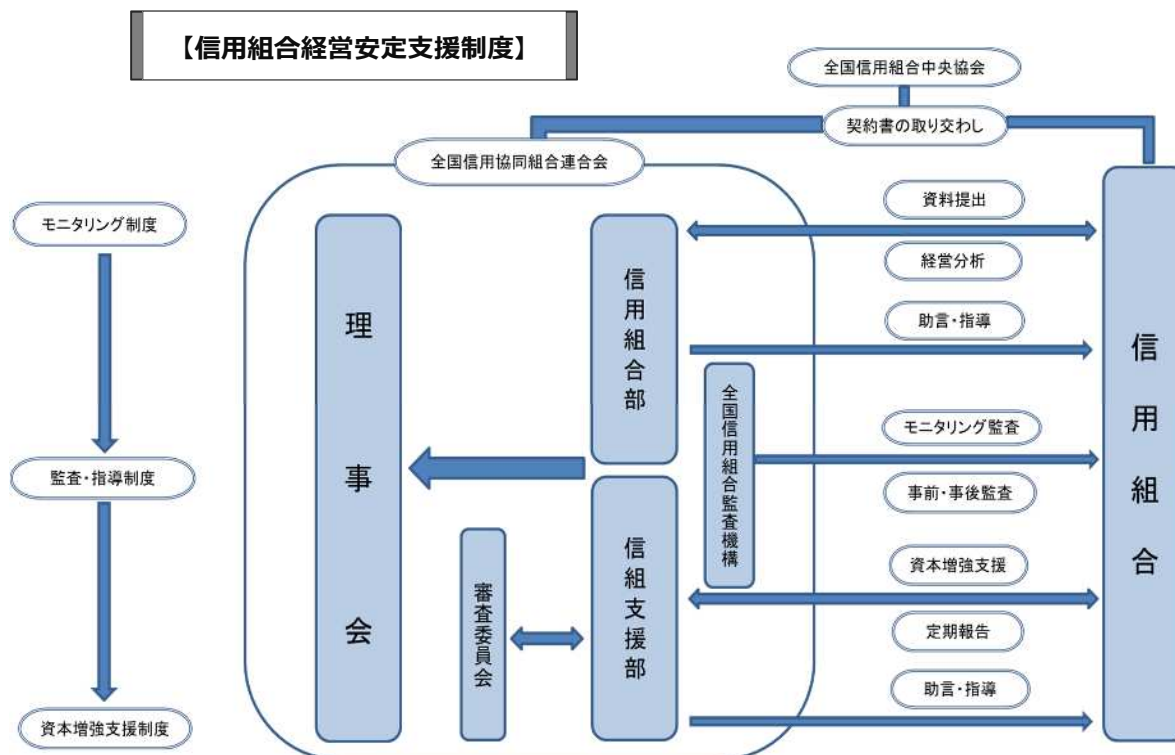 【信用組合経営安定支援制度】
全国信用組合中央協会
契約書の取り交わし
全国信用協同組合連合会
モニタリング制度
監査・指導制度
資本増強支援制度
理事会
審査委員会
信用組合部
信組支援部
全国信用組合監査機構
資料提出
経営分析
助言・指導
モニタリング監査
事前・事後監査
資本増強支援
定期報告
助言・指導
信用組合